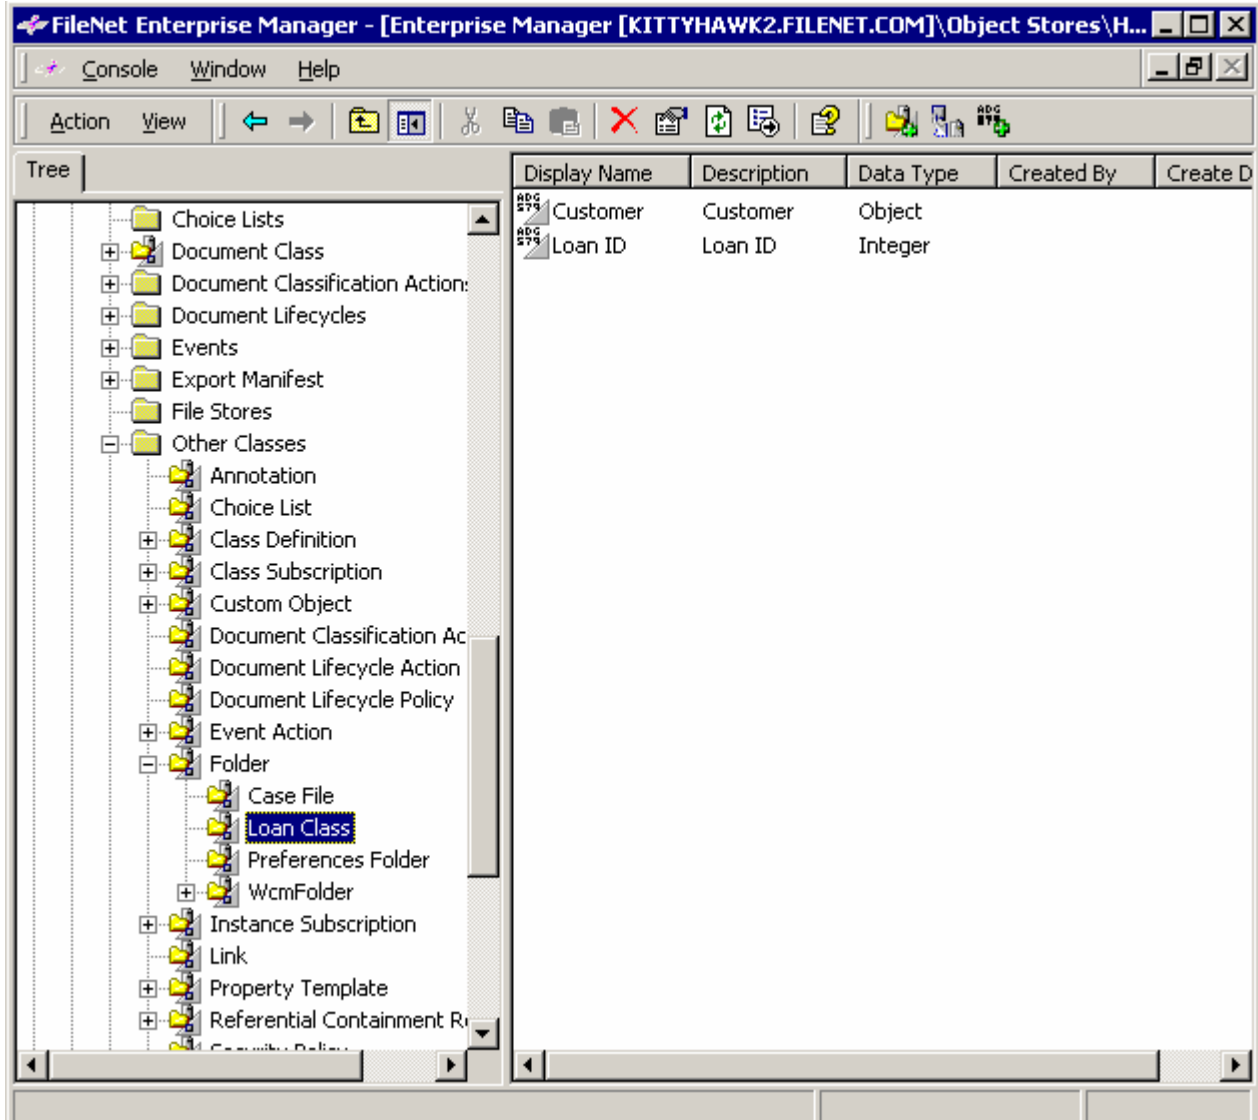 FileNet Enterprise Manager - [Enterprise Manager [KITTYHAWK2.FILENET.COM]\Object Stores\H...
Console Window Help
Action View
Tree
Display Name Description Data Type Created By Create D
Choice Lists
Document Class
Document Classification Action
Document Lifecycles
Events
Export Manifest
File Stores
Other Classes
Annotation
Choice List
Class Definition
Class Subscription
Custom Object
Document Classification Ac
Document Lifecycle Action
Document Lifecycle Policy
Event Action
Folder
Case File
Loan Class
Preferences Folder
WcmFolder
Instance Subscription
Link
Property Template
Referential Containment R
Customer Customer Object
Loan ID Loan ID Integer